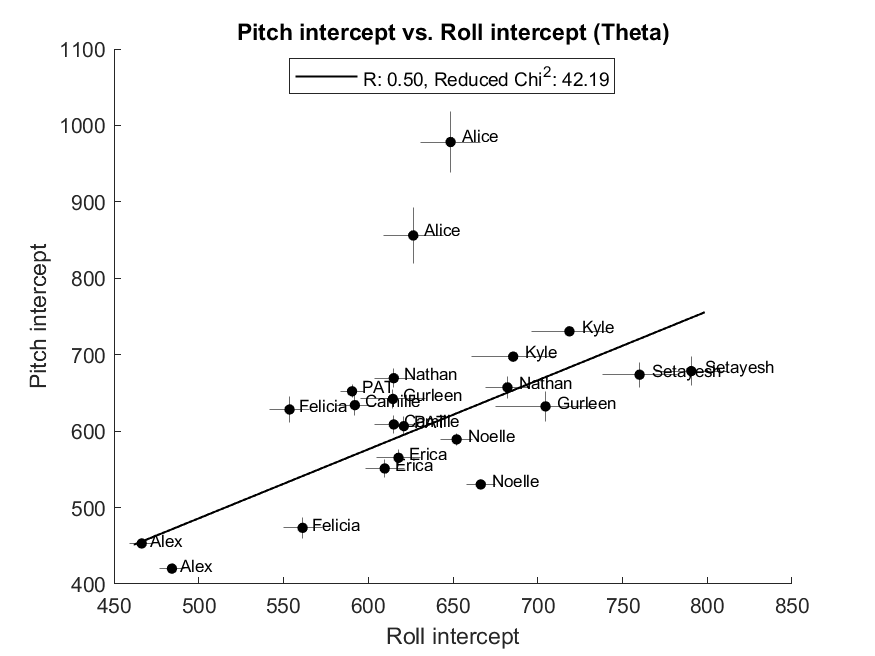 Pitch intercept vs. Roll intercept (Theta)
R: 0.50, Reduced Chi²: 42.19
1100
1000
900
800
700
600
500
400
Pitch intercept
Alice
Alice
Kyle
Kyle
Setayesh
Setayesh
Nathan
Nathan
PAT
Gurleen
Camille
Felicia
Gurleen
Camille
PAT
Noelle
Erica
Erica
Noelle
Felicia
Alex
Alex
450
500
550
600
650
700
750
800
850
Roll intercept